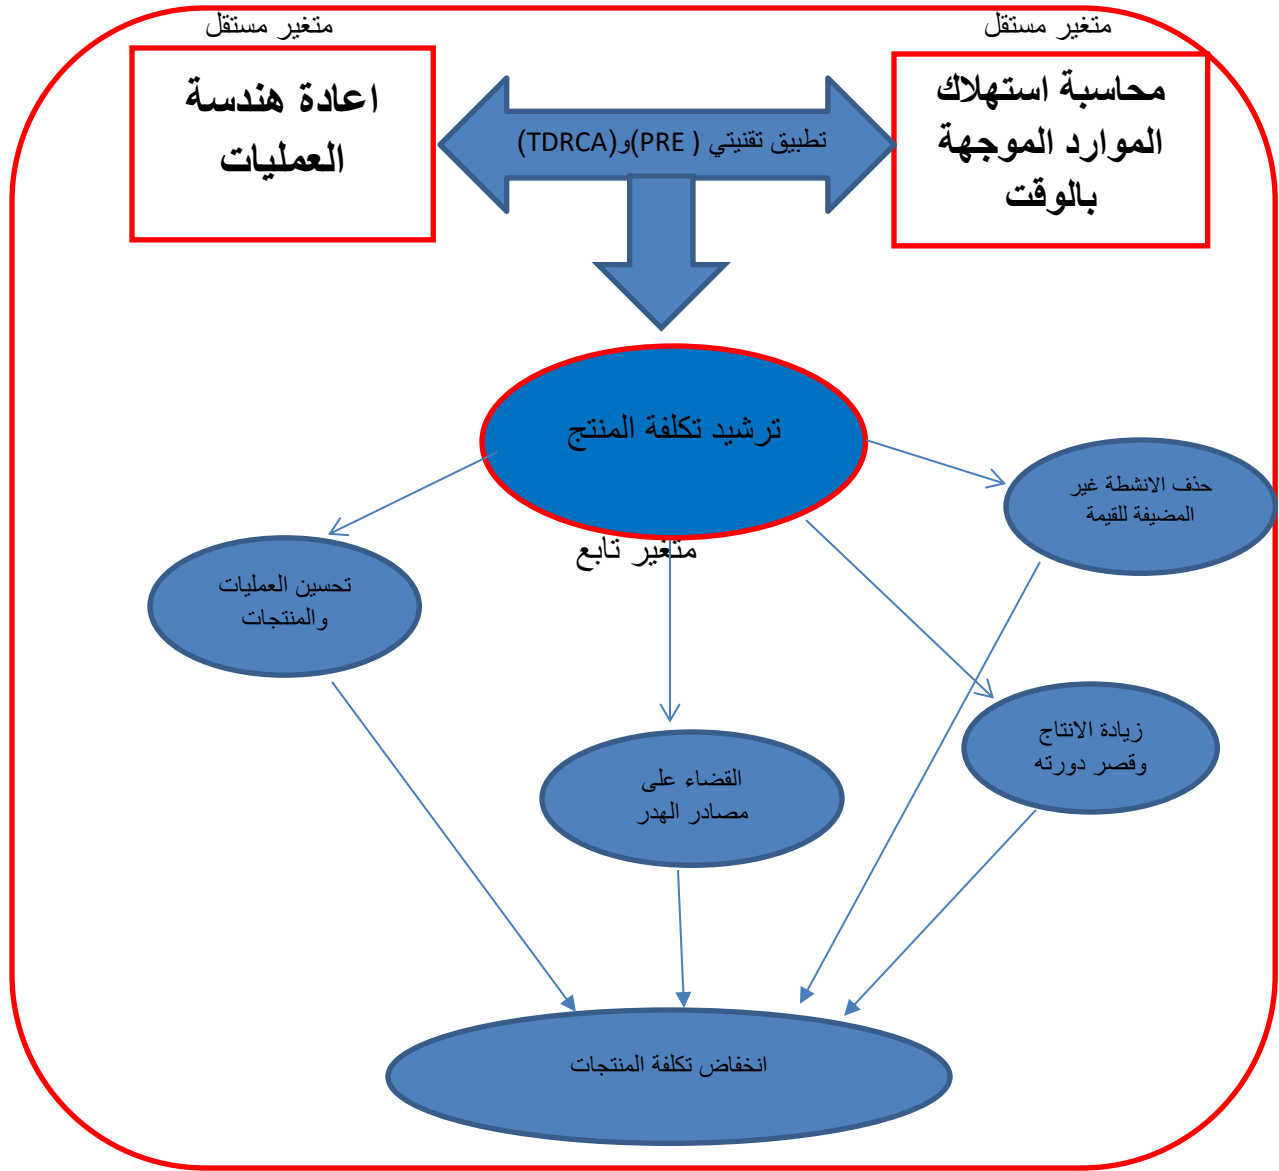 متغير مستقل
متغير مستقل
محاسبة استهلاك
الموارد الموجهة
بالوقت
اعادة هندسة
العمليات
تطبيق تقنيتي ( PRE)و(TDRCA)
ترشيد تكلفة المنتج
متغير تابع
حذف الانشطة غير
المضيفة للقيمة
تحسين العمليات
والمنتجات
زيادة الانتاج
وقصر دورته
القضاء على
مصادر الهدر
انخفاض تكلفة المنتجات